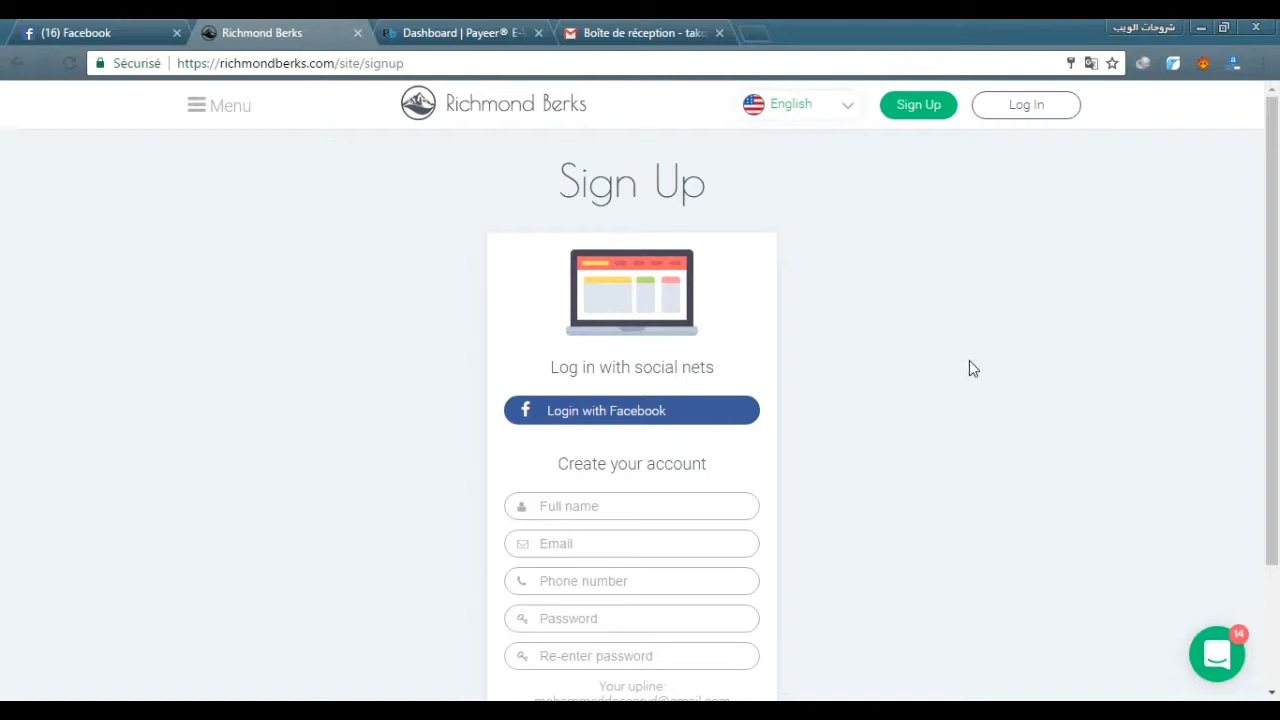 (16) Facebook
Richmond Berks
Dashboard | Payeer® E-
Boîte de réception - tako
شروحات الويب
Sécurisé
https://richmondberks.com/site/signup
Menu
Richmond Berks
English
Sign Up
Log In
Sign Up
Log in with social nets
Login with Facebook
Create your account
Full name
Email
Phone number
Password
Re-enter password
Your upline:
14